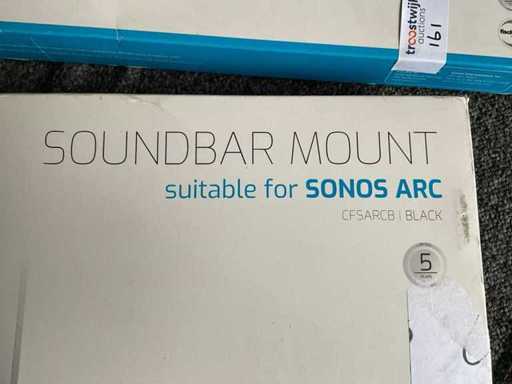 troostwijk
auctions
161
SOUNDBAR MOUNT
suitable for SONOS ARC
CFSARCB | BLACK
5